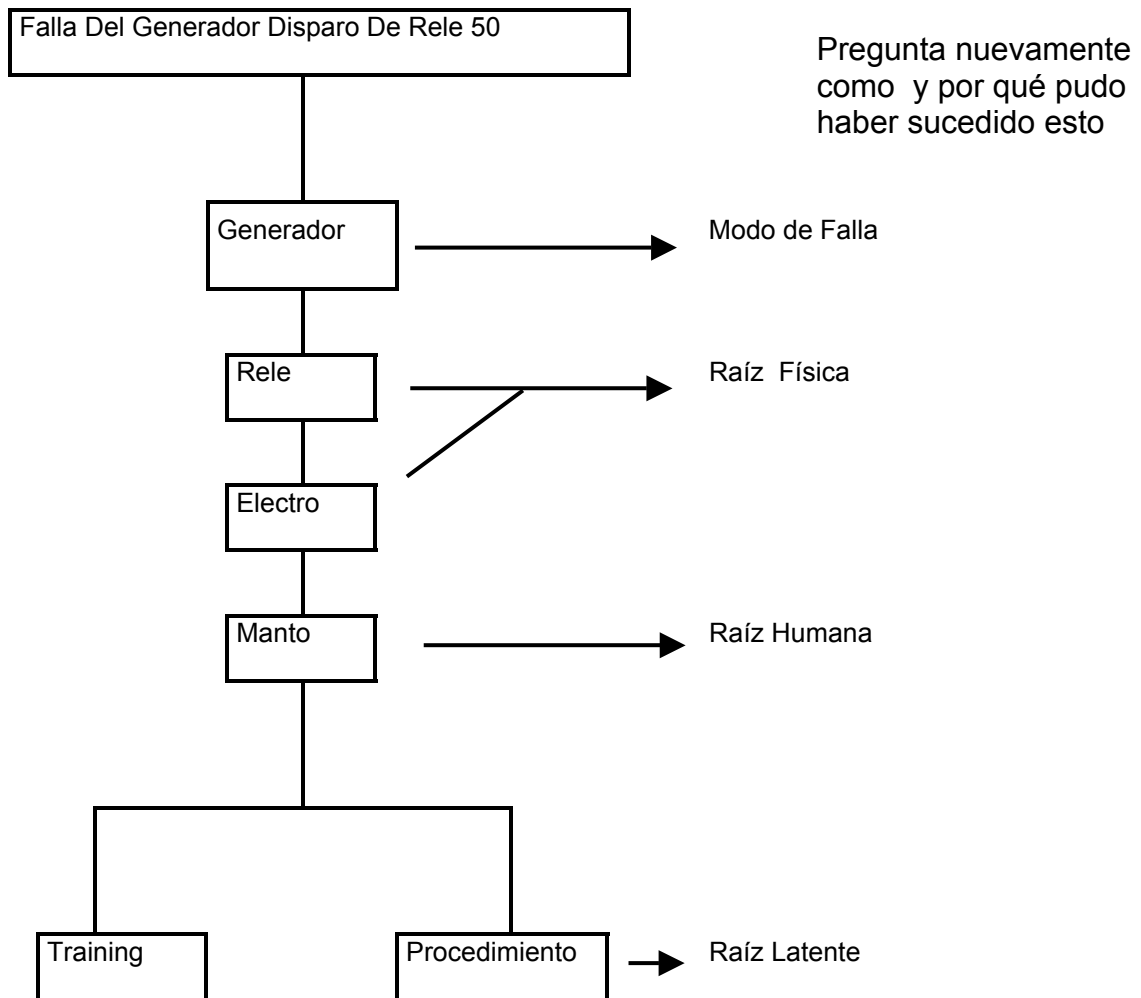 Falla Del Generador Disparo De Rele 50
Pregunta nuevamente
como y por qué pudo
haber sucedido esto
Generador
Modo de Falla
Rele
Raíz Física
Electro
Manto
Raíz Humana
Training
Procedimiento
Raíz Latente